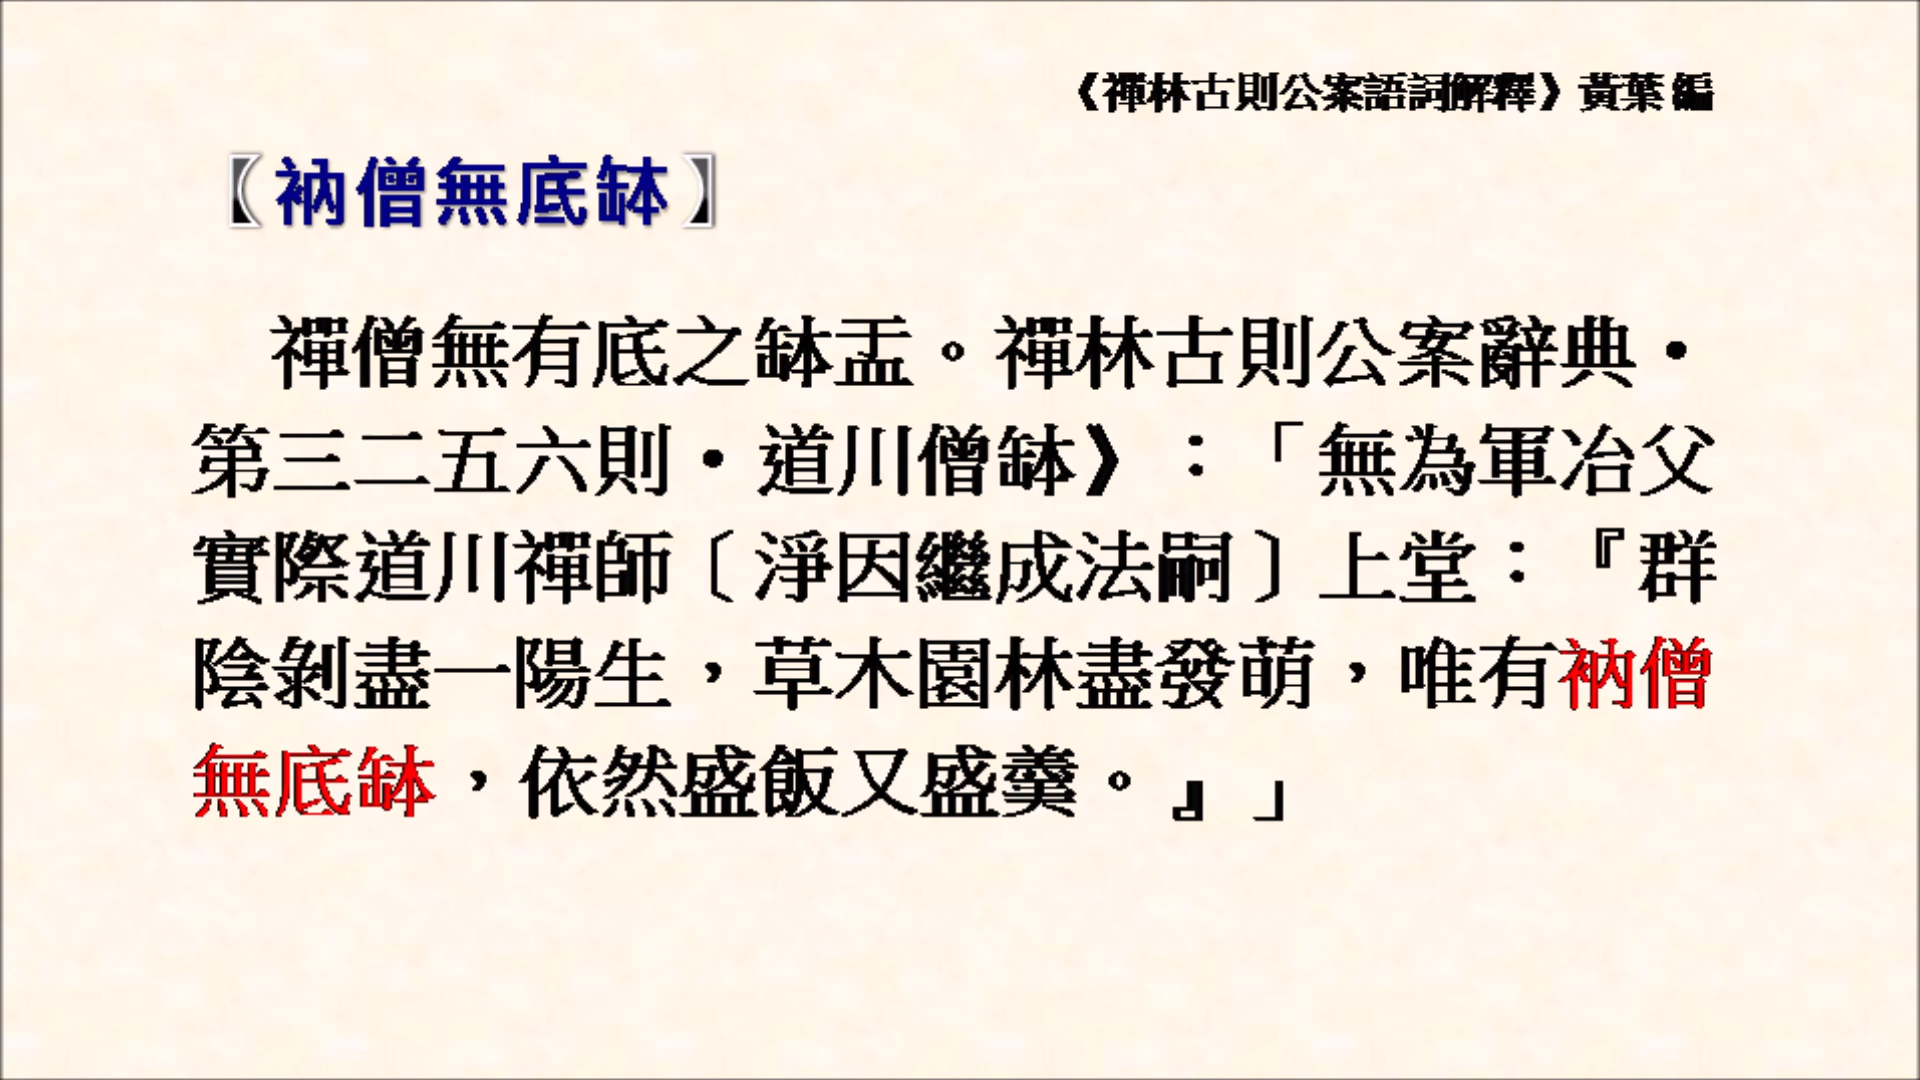 《禪林古則公案語詞解釋》黃葉 編
【衲僧無底缽】
禪僧無有底之缽盂。禪林古則公案辭典・
第三二五六則・道川僧缽》：「無為軍冶父
實際道川禪師〔淨因繼成法嗣〕上堂：『群
陰剝盡一陽生，草木園林盡發萌，唯有衲僧
無底缽，依然盛飯又盛羹。』」